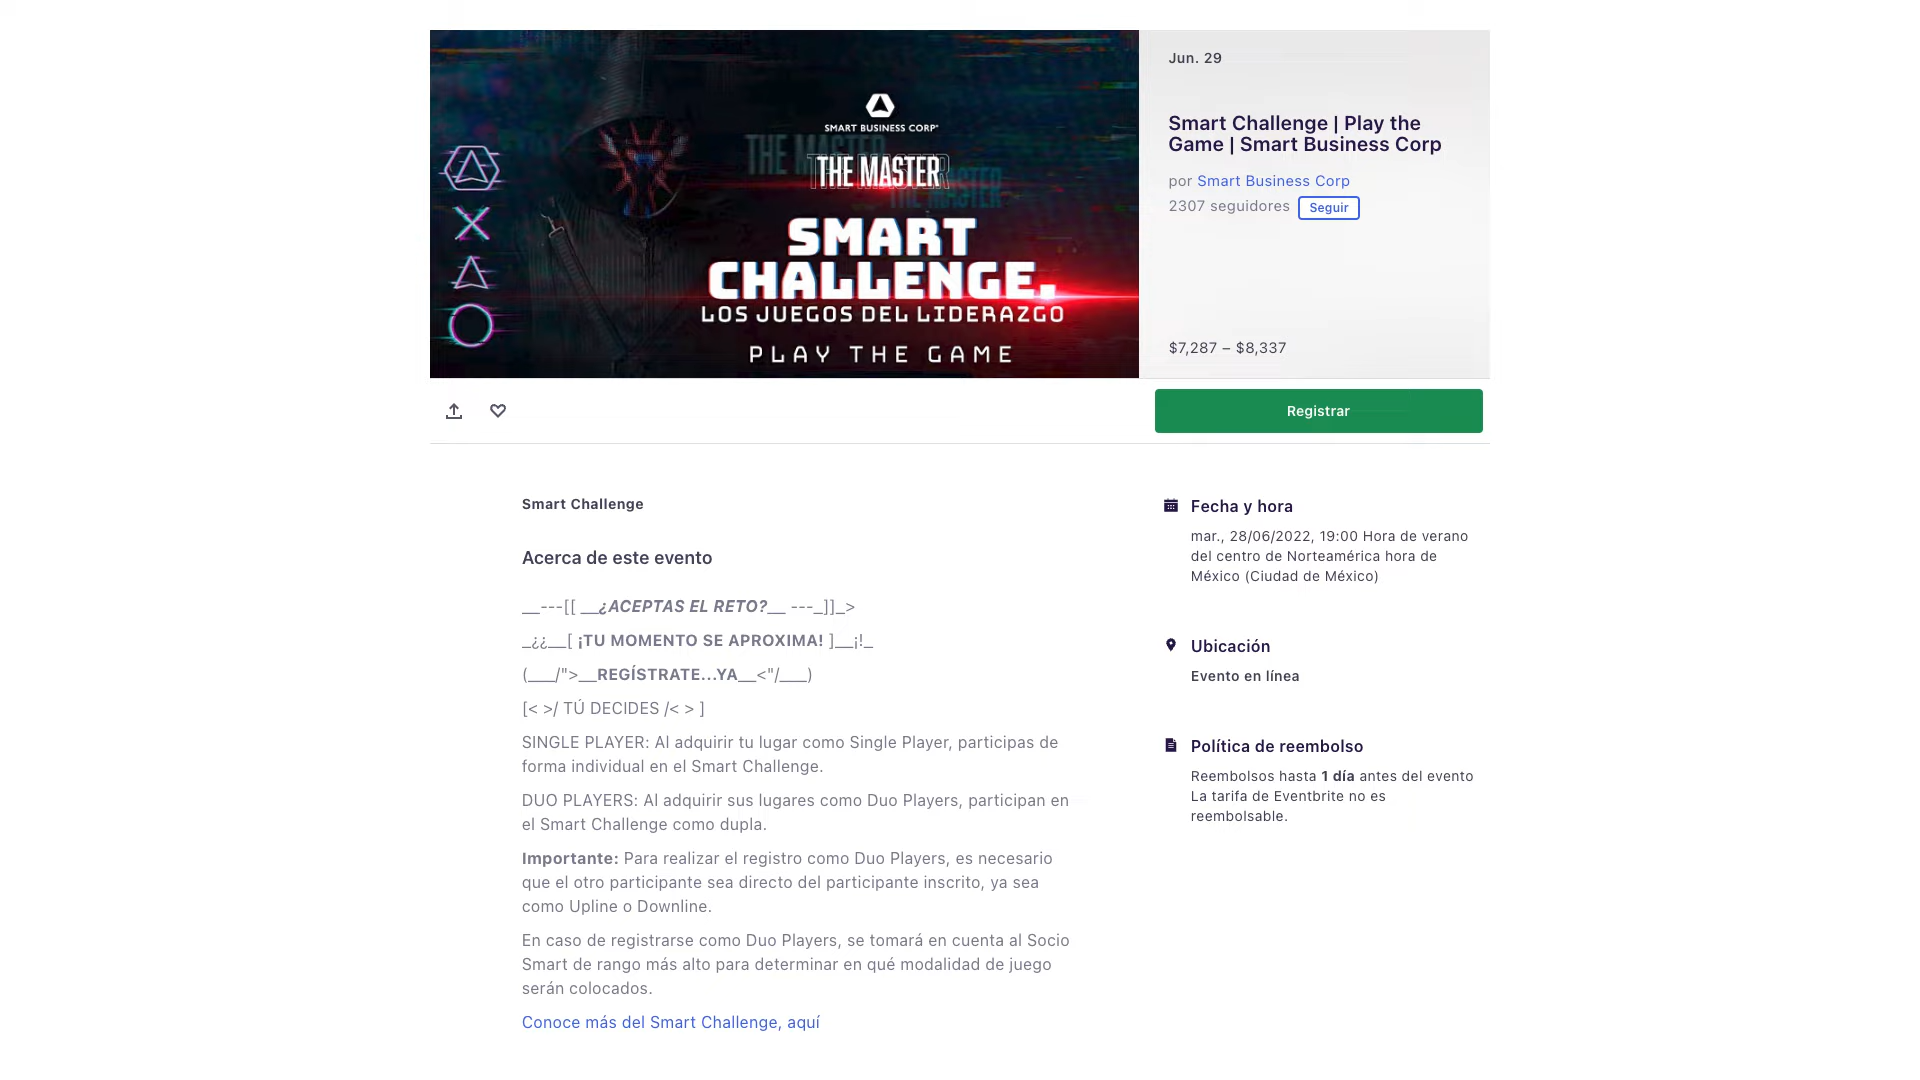 SMART BUSINESS CORP
THE MASTER
SMART
CHALLENGE.
LOS JUEGOS DEL LIDERAZGO
PLAY THE GAME
Jun. 29
Smart Challenge | Play the
Game | Smart Business Corp
por Smart Business Corp
2307 seguidores Seguir
$7,287 – $8,337
Registrar
Smart Challenge
Acerca de este evento
__---[[ __¿ACEPTAS EL RETO?__ ---_]]_>
_¿¿__[ ¡TU MOMENTO SE APROXIMA! ]__¡!_
(___/">__REGÍSTRATE...YA__<"/___)
[< >/ TÚ DECIDES /< > ]
SINGLE PLAYER: Al adquirir tu lugar como Single Player, participas de
forma individual en el Smart Challenge.
DUO PLAYERS: Al adquirir sus lugares como Duo Players, participan en
el Smart Challenge como dupla.
Importante: Para realizar el registro como Duo Players, es necesario
que el otro participante sea directo del participante inscrito, ya sea
como Upline o Downline.
En caso de registrarse como Duo Players, se tomará en cuenta al Socio
Smart de rango más alto para determinar en qué modalidad de juego
serán colocados.
Conoce más del Smart Challenge, aquí
Fecha y hora
mar., 28/06/2022, 19:00 Hora de verano
del centro de Norteamérica hora de
México (Ciudad de México)
Ubicación
Evento en línea
Política de reembolso
Reembolsos hasta 1 día antes del evento
La tarifa de Eventbrite no es
reembolsable.